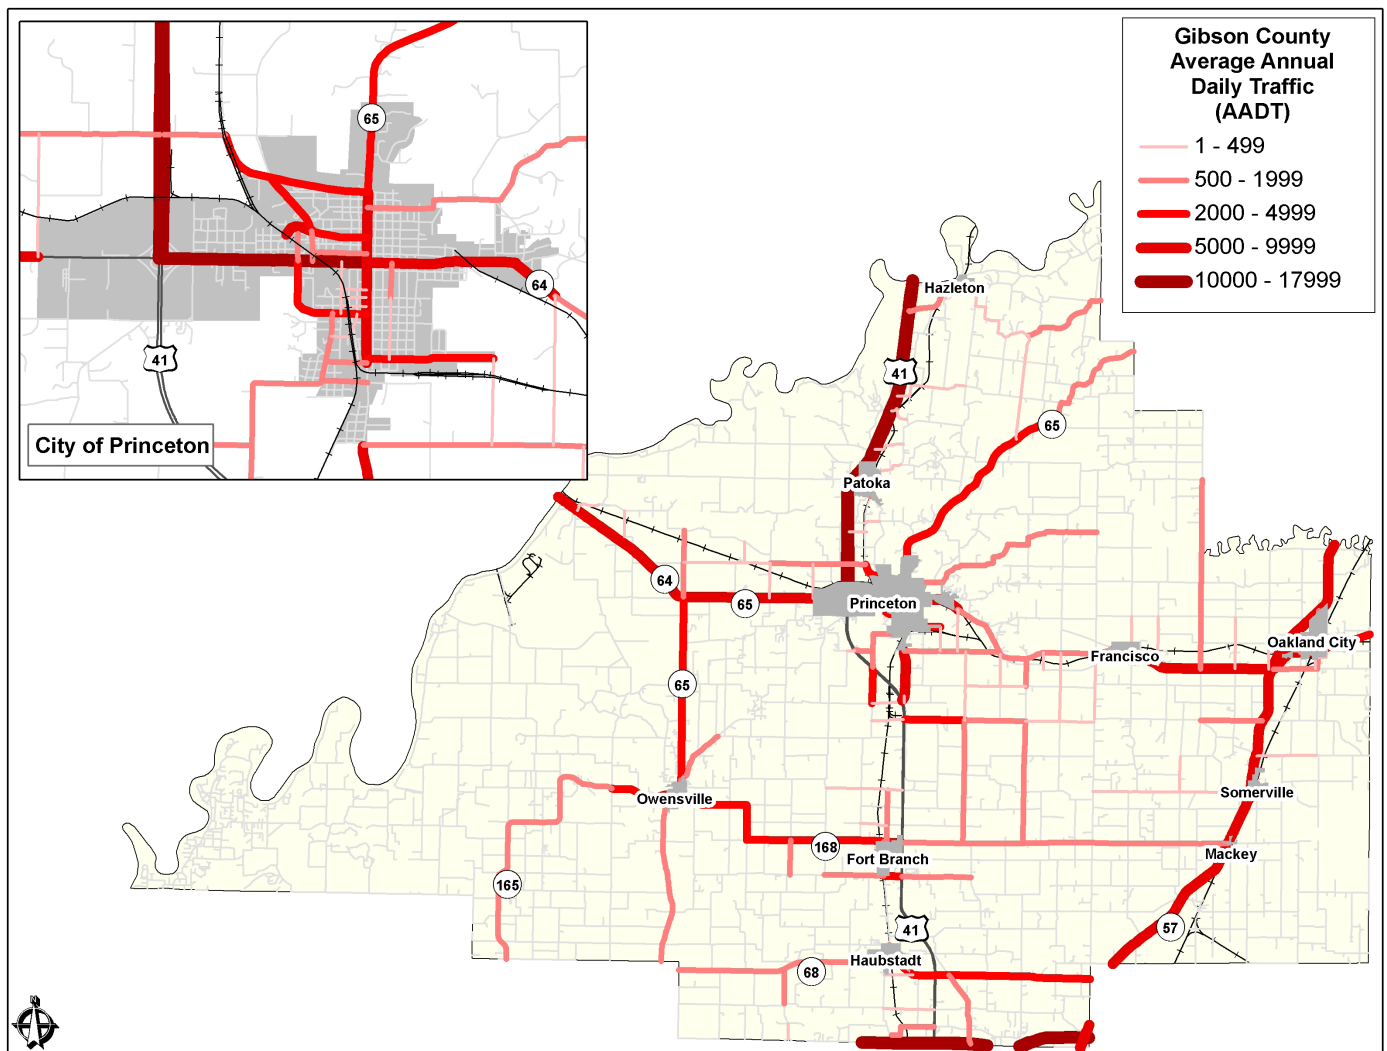 Gibson County
Average Annual
Daily Traffic
(AADT)
1 - 499
500 - 1999
2000 - 4999
5000 - 9999
10000 - 17999
65
64
41
City of Princeton
Hazleton
41
65
Patoka
64
65
Princeton
Oakland City
Francisco
65
Owensville
Somerville
168
Fort Branch
Mackey
165
57
41
Haubstadt
68
N